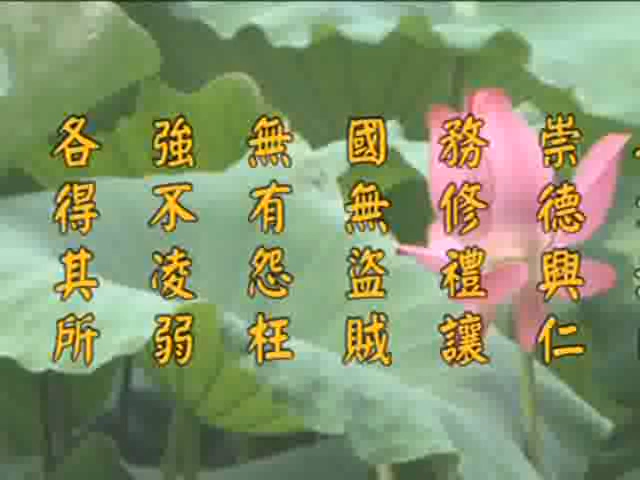 崇德興仁
務修禮讓
國無盜賊
無有怨枉
強不凌弱
各得其所